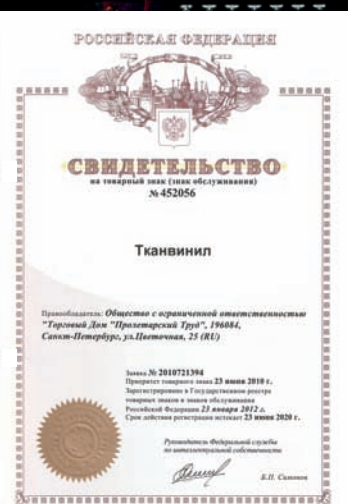 РОССИЙСКАЯ ФЕДЕРАЦИЯ
СВИДЕТЕЛЬСТВО
на товарный знак (знак обслуживания)
№ 452056
Тканвинил
Правообладатель: Общество с ограниченной ответственностью
"Торговый Дом "Пролетарский Труд", 196084,
Санкт-Петербург, ул.Цветочная, 25 (RU)
Заявка № 2010721394
Приоритет товарного знака 23 июня 2010 г.
Зарегистрировано в Государственном реестре
товарных знаков и знаков обслуживания
Российской Федерации 23 января 2012 г.
Срок действия регистрации истекает 23 июня 2020 г.
Руководитель Федеральной службы
по интеллектуальной собственности
Б.П. Симонов